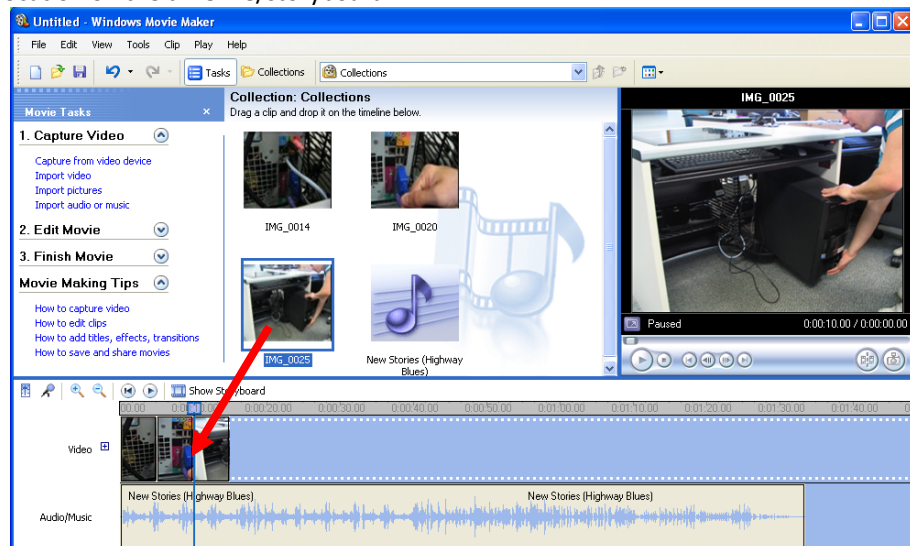 Untitled - Windows Movie Maker
File Edit View Tools Clip Play Help
Tasks Collections Collections
Movie Tasks
Collection: Collections
Drag a clip and drop it on the timeline below.
IMG_0025
1. Capture Video
Capture from video device
Import video
Import pictures
Import audio or music
2. Edit Movie
3. Finish Movie
Movie Making Tips
How to capture video
How to edit clips
How to add titles, effects, transitions
How to save and share movies
IMG_0014
IMG_0020
IMG_0025
New Stories (Highway
Blues)
Paused 0:00:10.00 / 0:00:00.00
Show Storyboard
00.00 0:00:20.00 0:00:30.00 0:00:40.00 0:00:50.00 0:01:00.00 0:01:10.00 0:01:20.00 0:01:30.00 0:01:40.00
Video
New Stories (Highway Blues) New Stories (Highway Blues)
Audio/Music